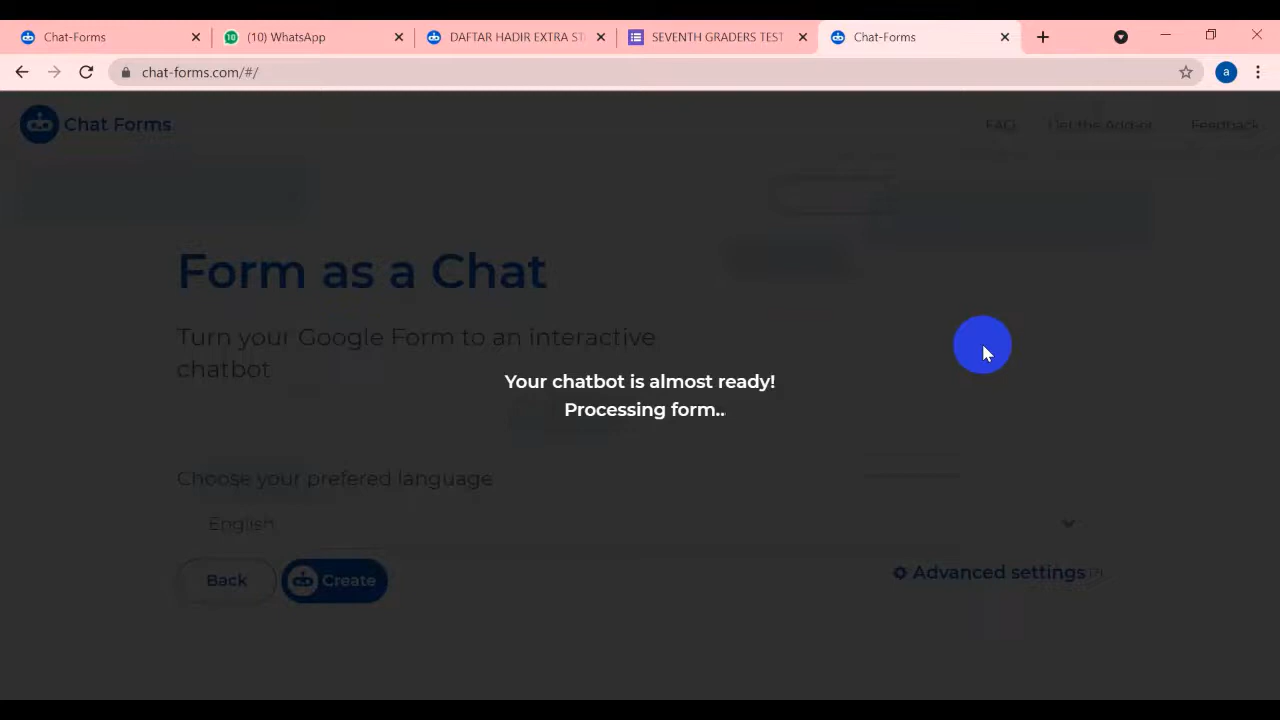 Chat-Forms
(10) WhatsApp
DAFTAR HADIR EXTRA ST
SEVENTH GRADERS TEST
Chat-Forms
chat-forms.com/#/
a
Chat Forms
FAQ
Get the Add-on
Feedback
Form as a Chat
Turn your Google Form to an interactive
chatbot
Your chatbot is almost ready!
Processing form..
Choose your prefered language
English
Back
Create
Advanced settings